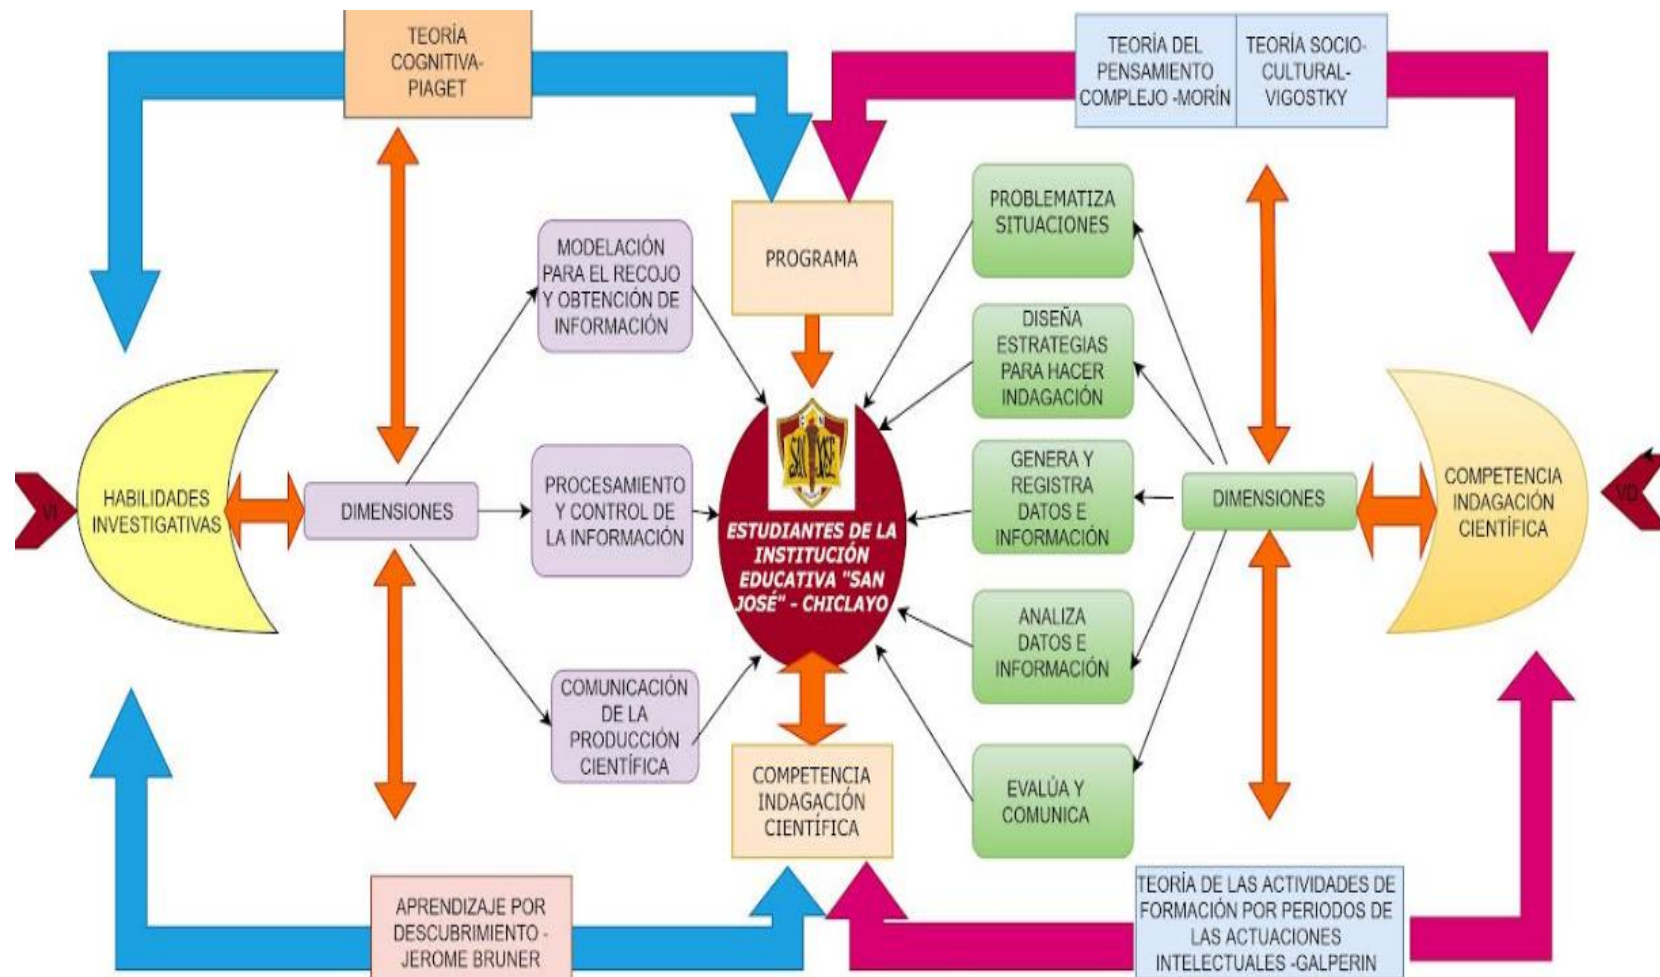 TEORÍA
COGNITIVA-
PIAGET
TEORÍA DEL
PENSAMIENTO
COMPLEJO -MORÍN
TEORÍA SOCIO-
CULTURAL-
VIGOSTKY
MODELACIÓN
PARA EL RECOJO
Y OBTENCIÓN DE
INFORMACIÓN
PROGRAMA
PROBLEMATIZA
SITUACIONES
DISEÑA
ESTRATEGIAS
PARA HACER
INDAGACIÓN
VI
HABILIDADES
INVESTIGATIVAS
DIMENSIONES
PROCESAMIENTO
Y CONTROL DE
LA INFORMACIÓN
SAN JOSE
ESTUDIANTES DE LA
INSTITUCIÓN
EDUCATIVA "SAN
JOSÉ" - CHICLAYO
GENERA Y
REGISTRA
DATOS E
INFORMACIÓN
DIMENSIONES
COMPETENCIA
INDAGACIÓN
CIENTÍFICA
VD
ANALIZA
DATOS E
INFORMACIÓN
COMUNICACIÓN
DE LA
PRODUCCIÓN
CIENTÍFICA
COMPETENCIA
INDAGACIÓN
CIENTÍFICA
EVALÚA Y
COMUNICA
APRENDIZAJE POR
DESCUBRIMIENTO -
JEROME BRUNER
TEORÍA DE LAS ACTIVIDADES DE
FORMACIÓN POR PERIODOS DE
LAS ACTUACIONES
INTELECTUALES -GALPERIN